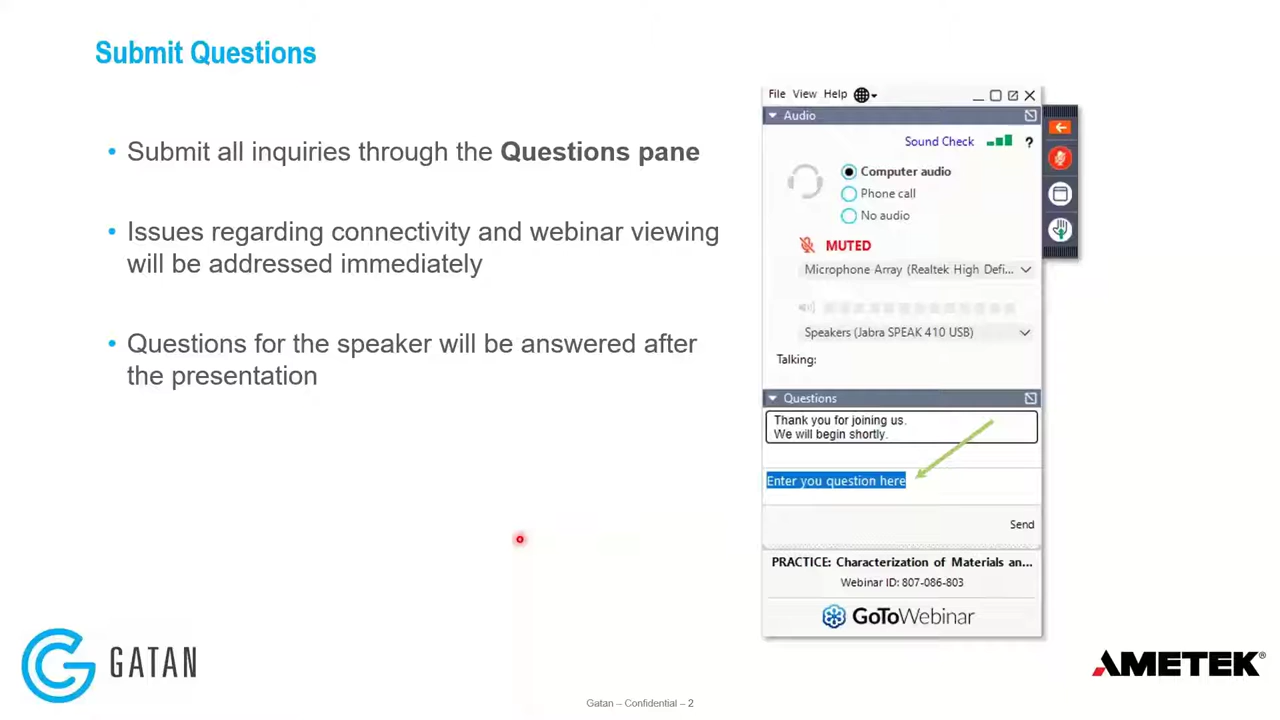 Submit Questions
• Submit all inquiries through the Questions pane
• Issues regarding connectivity and webinar viewing
will be addressed immediately
• Questions for the speaker will be answered after
the presentation
File View Help
Audio
Sound Check ?
Computer audio
Phone call
No audio
MUTED
Microphone Array (Realtek High Defi...
Speakers (Jabra SPEAK 410 USB)
Talking:
Questions
Thank you for joining us.
We will begin shortly.
Enter you question here
Send
PRACTICE: Characterization of Materials an...
Webinar ID: 807-086-803
GoToWebinar
GATAN
AMETEK®
Gatan – Confidential – 2